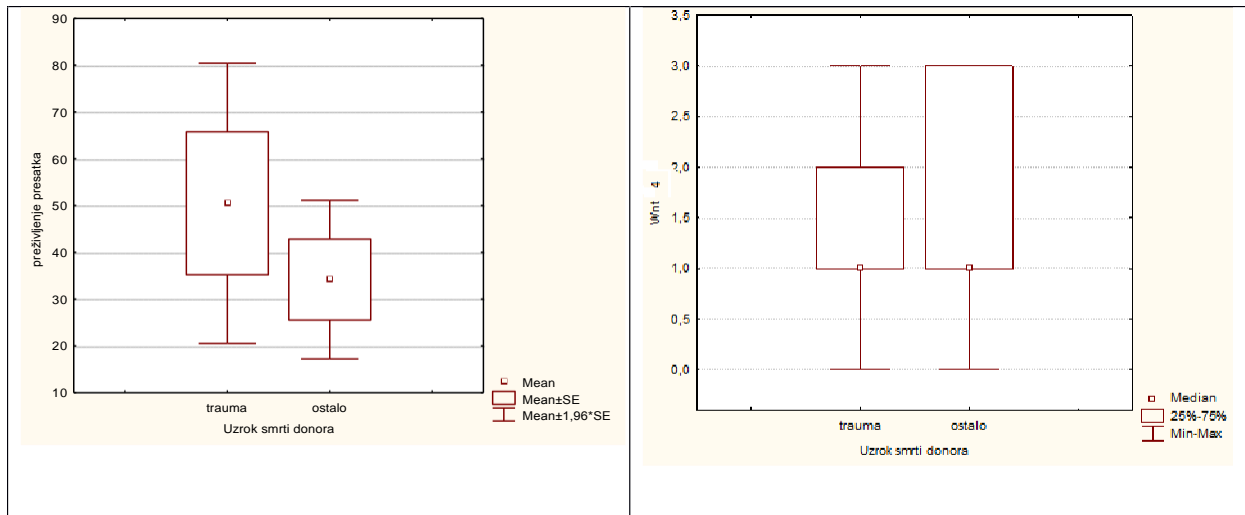 90
80
70
60
50
40
30
20
10
preživljenje presatka
trauma ostalo
Uzrok smrti donora
Mean
Mean±SE
Mean±1,96*SE
3,5
3,0
2,5
2,0
1,5
1,0
0,5
0,0
Wnt 4
trauma ostalo
Uzrok smrti donora
Median
25%-75%
Min-Max